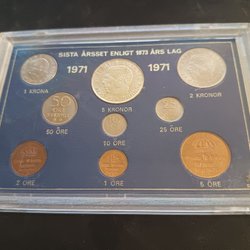 SISTA ÅRSSET ENLIGT 1873 ÅRS LAG
1971 1971
1 KRONA
5 KRONOR
2 KRONOR
50 ÖRE
10 ÖRE
25 ÖRE
2 ÖRE
1 ÖRE
5 ÖRE